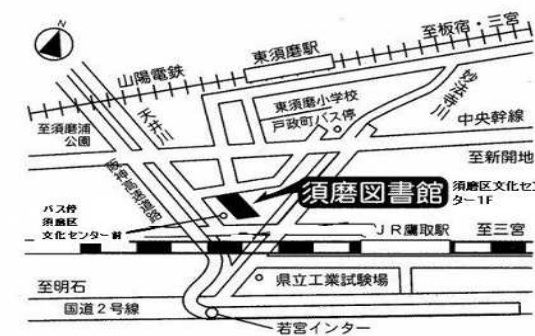 至板宿・三宮
東須磨駅
山陽電鉄
天井川
東須磨小学校
戸政町バス停
妙法寺川
中央幹線
至須磨浦
公園
至新開地
阪神高速道路
須磨図書館
須磨区文化セン
ター1F
バス停
須磨区
文化センター前
JR鷹取駅
至三宮
至明石
県立工業試験場
国道2号線
若宮インター